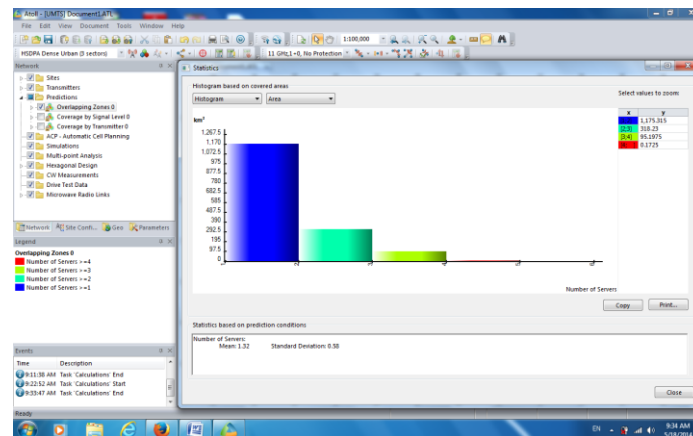 Atoll - [UMTS] Document1.ATL
File Edit View Document Tools Window Help
1:100,000
HSDPA Dense Urban (3 sectors)
11 GHz,1+0, No Protection
Network
Sites
Transmitters
Predictions
Overlapping Zones 0
Coverage by Signal Level 0
Coverage by Transmitter 0
ACP - Automatic Cell Planning
Simulations
Multi-point Analysis
Hexagonal Design
CW Measurements
Drive Test Data
Microwave Radio Links
Network Site Confi... Geo Parameters
Legend
Overlapping Zones 0
Number of Servers >=4
Number of Servers >=3
Number of Servers >=2
Number of Servers >=1
Events
Time Description
9:11:38 AM Task 'Calculations' End
9:22:52 AM Task 'Calculations' Start
9:33:47 AM Task 'Calculations' End
Ready
Statistics
Histogram based on covered areas
Histogram Area
Select values to zoom:
x y
1,175.315
[2;3[ 318.23
[3;4[ 95.1975
0.1725
km²
1,267.5
1,170
1,072.5
975
877.5
780
682.5
585
487.5
390
292.5
195
97.5
0
Number of Servers
Copy Print...
Statistics based on prediction conditions
Number of Servers:
Mean: 1.32 Standard Deviation: 0.58
Close
EN 9:34 AM
5/18/2014